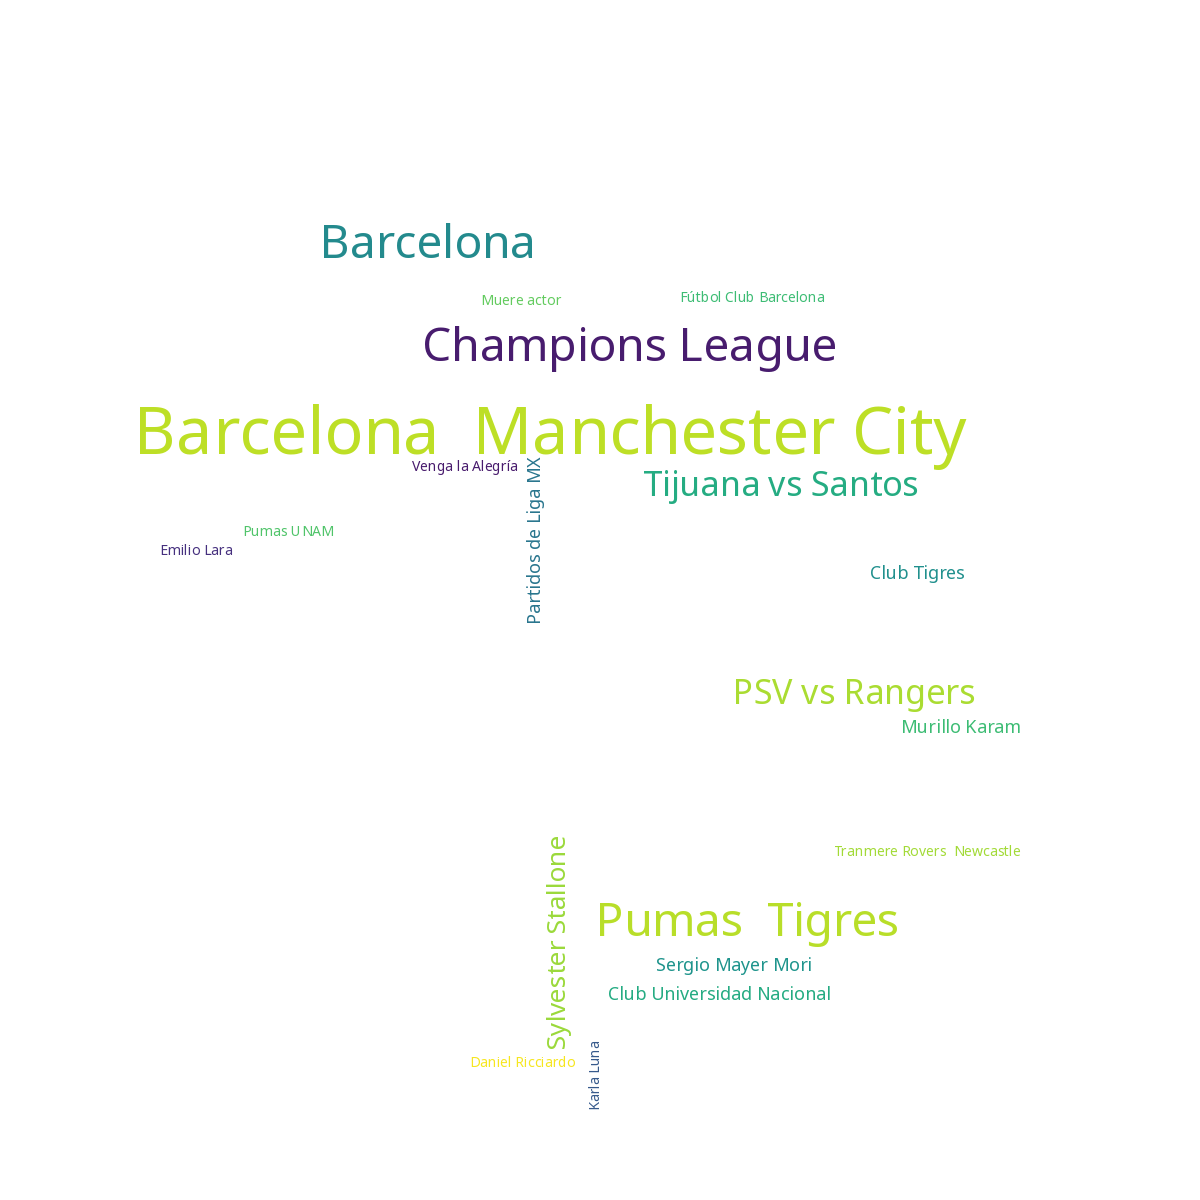 Barcelona
Muere actor
Fútbol Club Barcelona
Champions League
Barcelona Manchester City
Venga la Alegría
Partidos de Liga MX
Tijuana vs Santos
Pumas UNAM
Emilio Lara
Club Tigres
PSV vs Rangers
Murillo Karam
Sylvester Stallone
Tranmere Rovers Newcastle
Pumas Tigres
Sergio Mayer Mori
Club Universidad Nacional
Daniel Ricciardo
Karla Luna